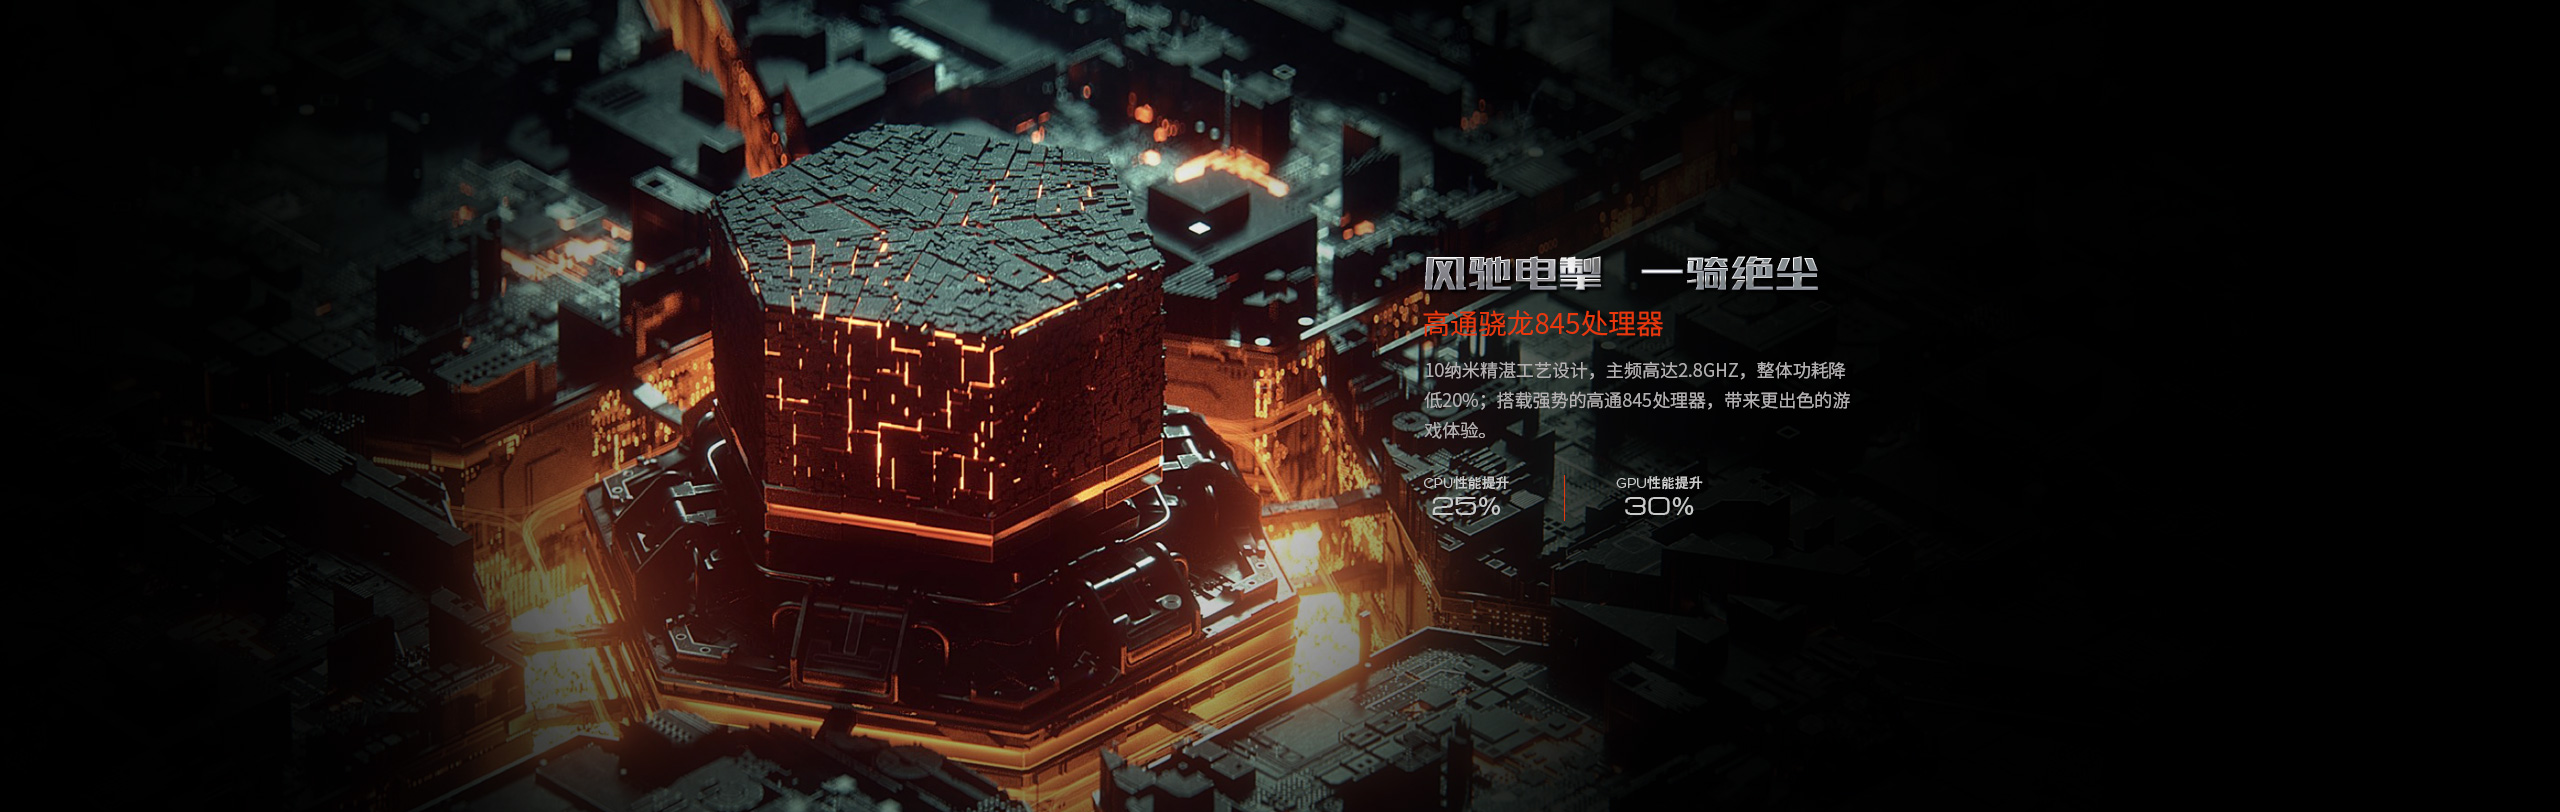 风驰电掣 一骑绝尘
高通骁龙845处理器
10纳米精湛工艺设计，主频高达2.8GHZ，整体功耗降
低20%；搭载强势的高通845处理器，带来更出色的游
戏体验。
CPU性能提升 GPU性能提升
25% 30%